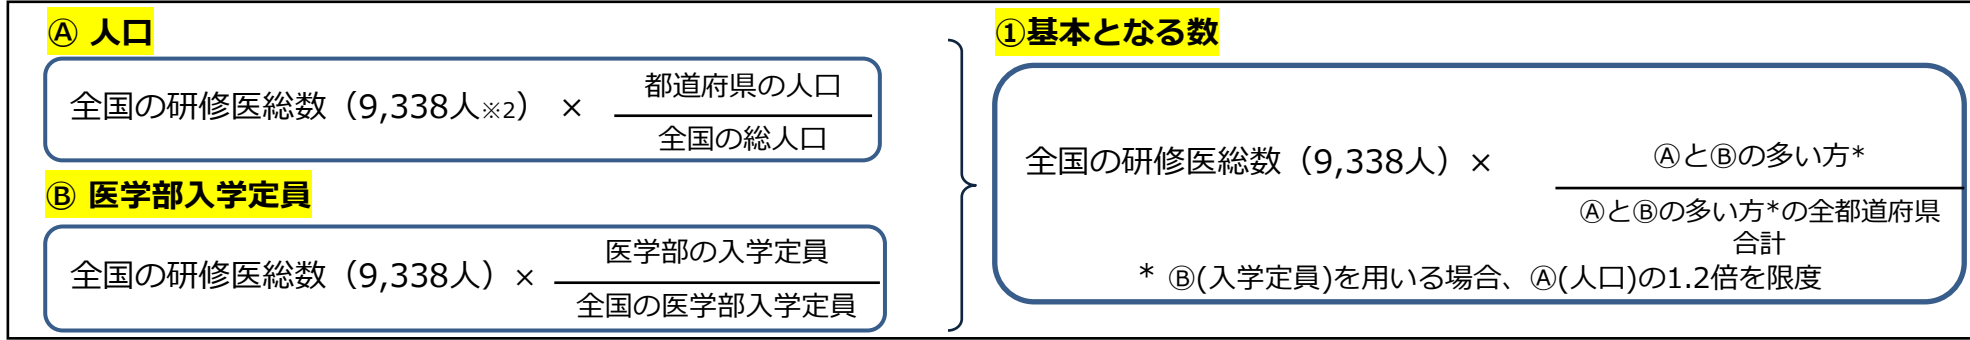 Ⓐ 人口
全国の研修医総数（9,338人※2） ×
都道府県の人口
全国の総人口
Ⓑ 医学部入学定員
全国の研修医総数（9,338人）×
医学部の入学定員
全国の医学部入学定員
①基本となる数
全国の研修医総数（9,338人）×
ⒶとⒷの多い方*
ⒶとⒷの多い方*の全都道府県
合計
* Ⓑ(入学定員)を用いる場合、Ⓐ(人口)の1.2倍を限度